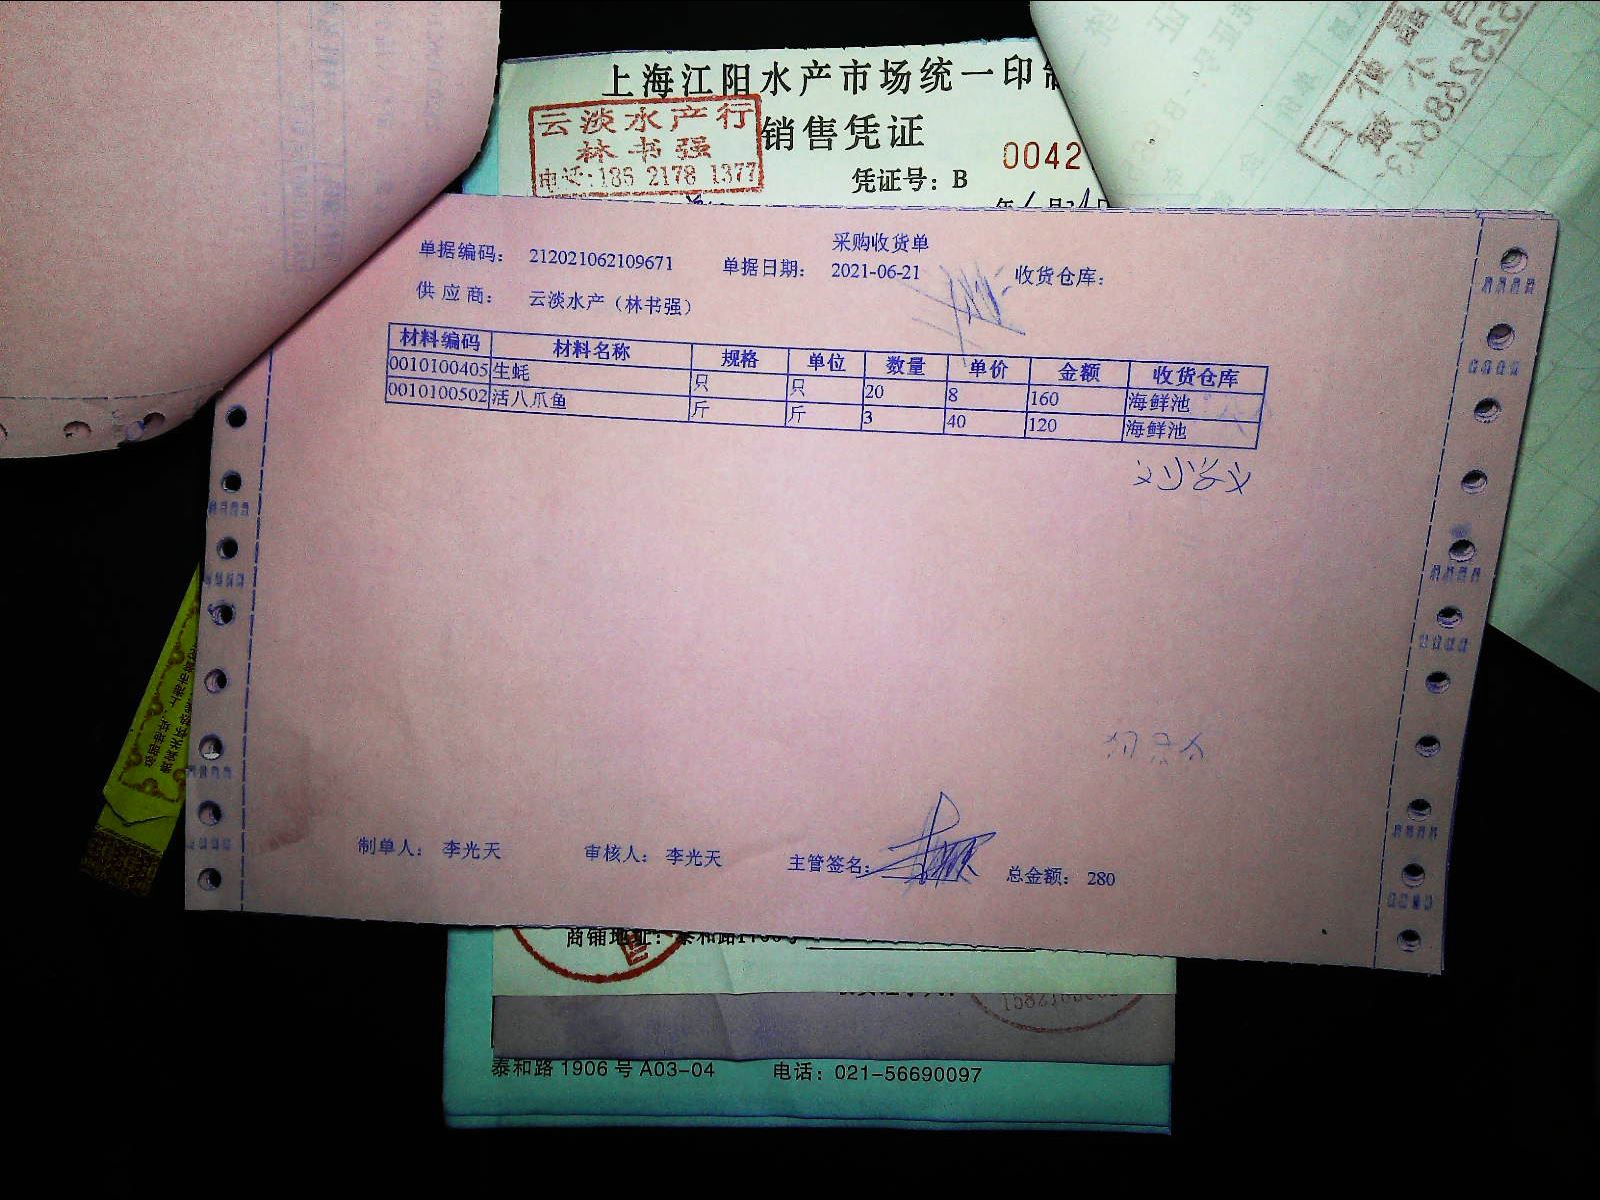 上海江阳水产市场统一印
云淡水产行
林书强
电话:186 2178 1377
销售凭证
凭证号：B
0042
采购收货单
单据编码： 212021062109671 单据日期： 2021-06-21 收货仓库：
供应商： 云淡水产（林书强）
材料编码 材料名称 规格 单位 数量 单价 金额 收货仓库
0010100405 生蚝 只 只 20 8 160 海鲜池
0010100502 活八爪鱼 斤 斤 3 40 120 海鲜池
制单人： 李光天 审核人： 李光天 主管签名： 总金额： 280
商铺地址：泰和路
泰和路 1906 号 A03-04 电话：021-56690097